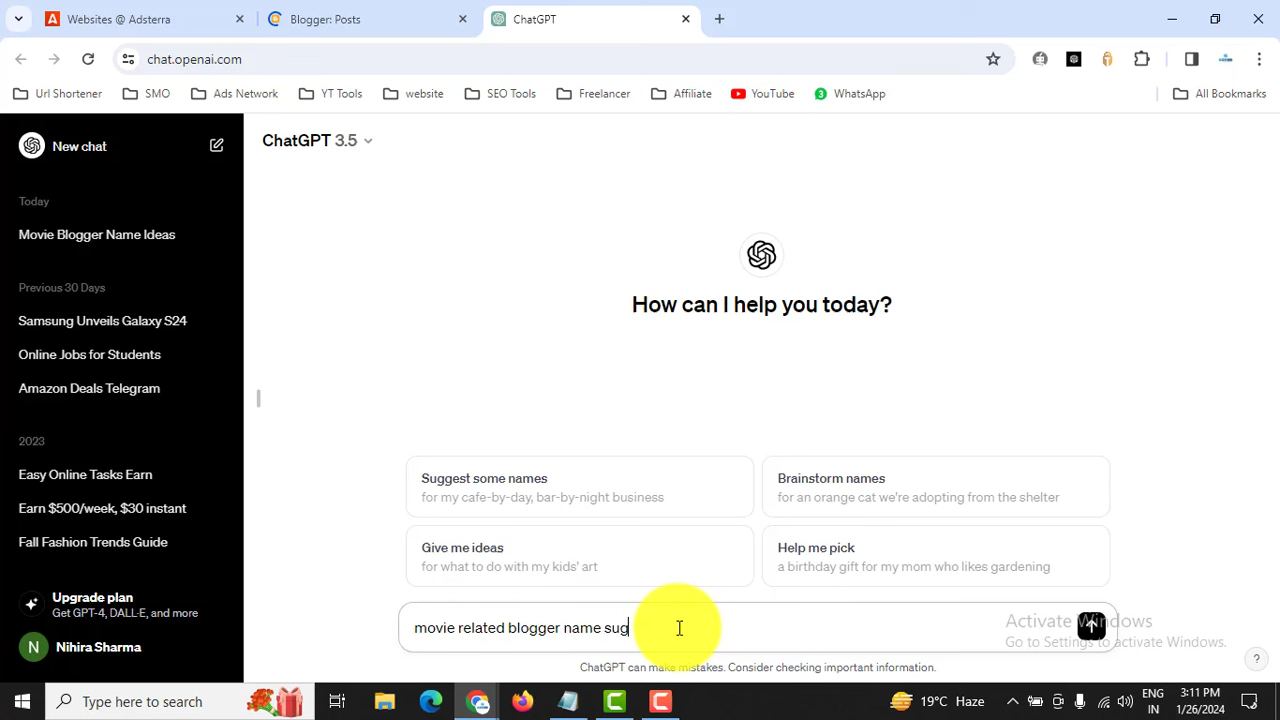 Websites @ Adsterra
Blogger: Posts
ChatGPT
chat.openai.com
Url Shortener
SMO
Ads Network
YT Tools
website
SEO Tools
Freelancer
Affiliate
YouTube
WhatsApp
All Bookmarks
New chat
ChatGPT 3.5
Today
Movie Blogger Name Ideas
Previous 30 Days
Samsung Unveils Galaxy S24
Online Jobs for Students
Amazon Deals Telegram
2023
Easy Online Tasks Earn
Earn $500/week, $30 instant
Fall Fashion Trends Guide
Upgrade plan
Get GPT-4, DALL·E, and more
N
Nihira Sharma
How can I help you today?
Suggest some names
for my cafe-by-day, bar-by-night business
Brainstorm names
for an orange cat we're adopting from the shelter
Give me ideas
for what to do with my kids' art
Help me pick
a birthday gift for my mom who likes gardening
movie related blogger name sug
Activate Windows
Go to Settings to activate Windows.
ChatGPT can make mistakes. Consider checking important information.
?
Type here to search
19°C Haze
ENG
IN
3:11 PM
1/26/2024